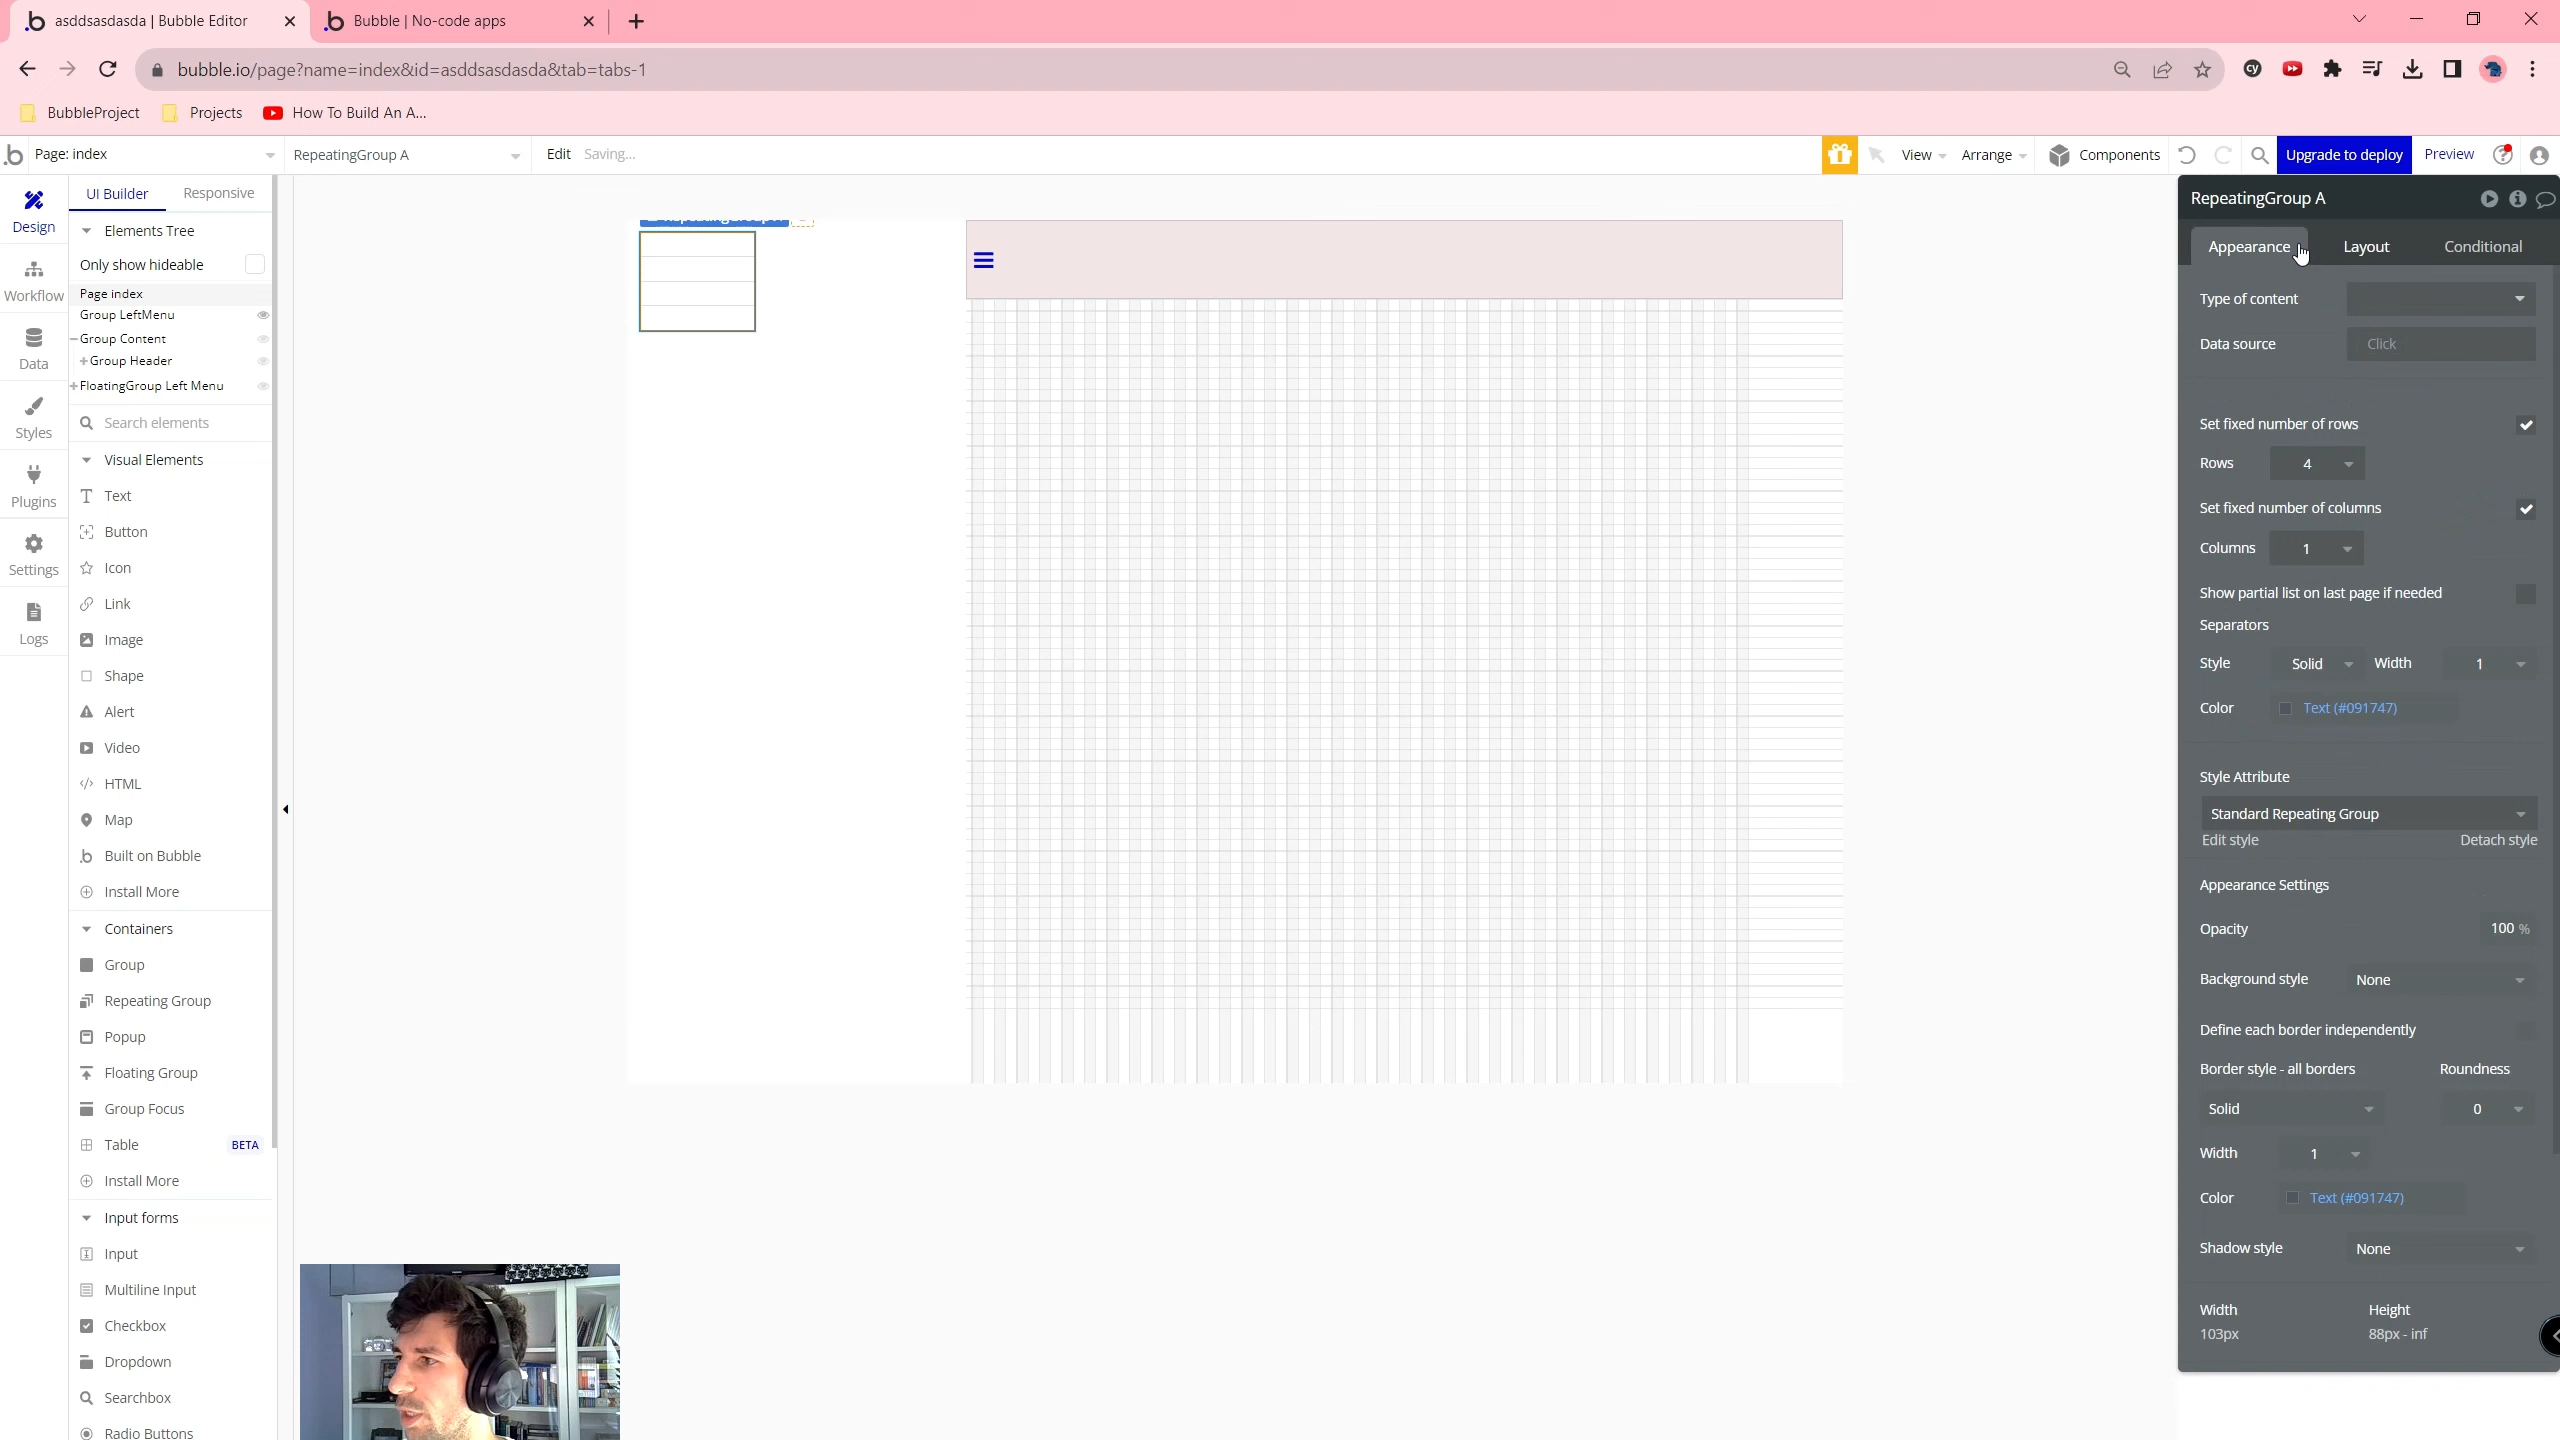 asddsasdasda | Bubble Editor
Bubble | No-code apps
bubble.io/page?name=index&id=asddsasdasda&tab=tabs-1
BubbleProject
Projects
How To Build An A...
Page: index
RepeatingGroup A
Edit
Saving...
View
Arrange
Components
Upgrade to deploy
Preview
Design
Workflow
Data
Styles
Plugins
Settings
Logs
UI Builder
Responsive
Elements Tree
Only show hideable
Page index
Group LeftMenu
Group Content
Group Header
FloatingGroup Left Menu
Search elements
Visual Elements
Text
Button
Icon
Link
Image
Shape
Alert
Video
HTML
Map
Built on Bubble
Install More
Containers
Group
Repeating Group
Popup
Floating Group
Group Focus
Table
BETA
Install More
Input forms
Input
Multiline Input
Checkbox
Dropdown
Searchbox
Radio Buttons
RepeatingGroup A
Appearance
Layout
Conditional
Type of content
Data source
Click
Set fixed number of rows
Rows
4
Set fixed number of columns
Columns
1
Show partial list on last page if needed
Separators
Style
Solid
Width
1
Color
Text (#091747)
Style Attribute
Standard Repeating Group
Edit style
Detach style
Appearance Settings
Opacity
100 %
Background style
None
Define each border independently
Border style - all borders
Roundness
Solid
0
Width
1
Color
Text (#091747)
Shadow style
None
Width
Height
103px
88px - inf